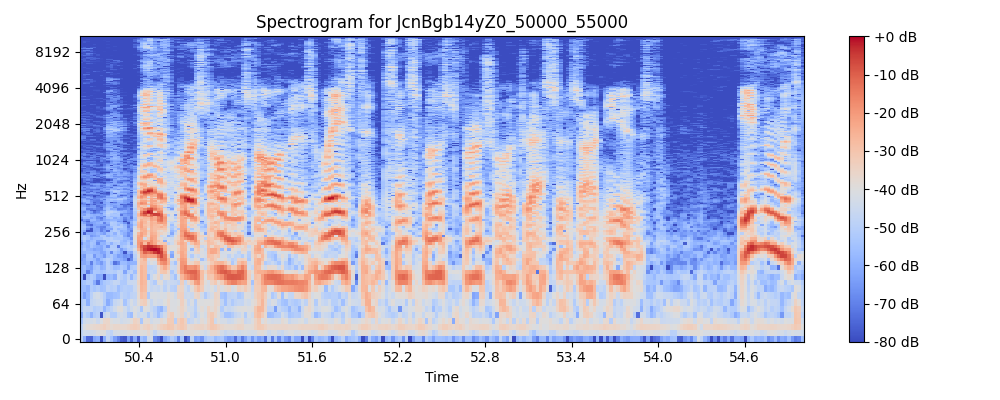 Spectrogram for JcnBgb14yZ0_50000_55000
Hz
8192
4096
2048
1024
512
256
128
64
0
50.4 51.0 51.6 52.2 52.8 53.4 54.0 54.6
Time
+0 dB
-10 dB
-20 dB
-30 dB
-40 dB
-50 dB
-60 dB
-70 dB
-80 dB